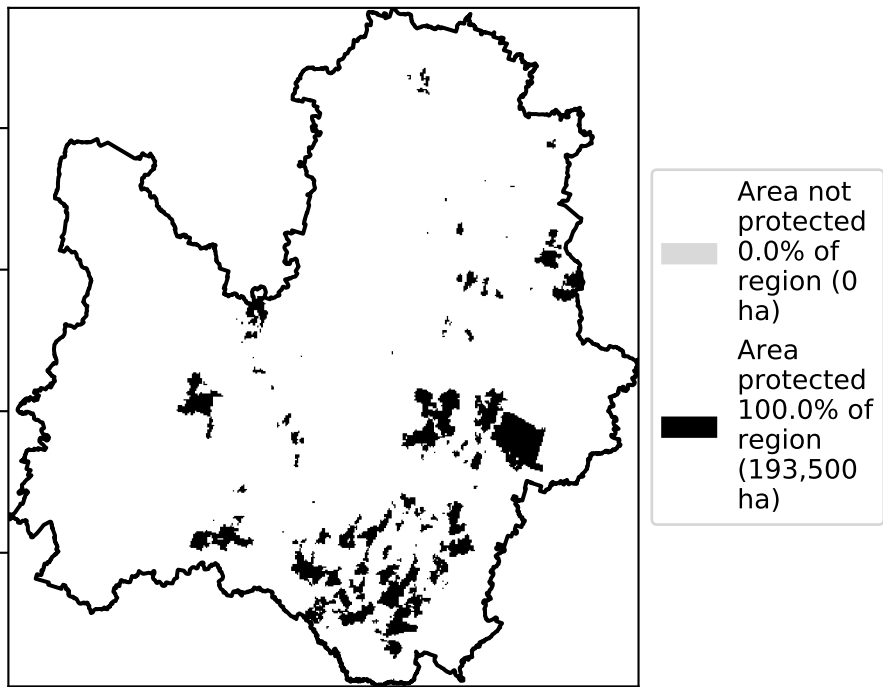 Area not
protected
0.0% of
region (0
ha)
Area
protected
100.0% of
region
(193,500
ha)